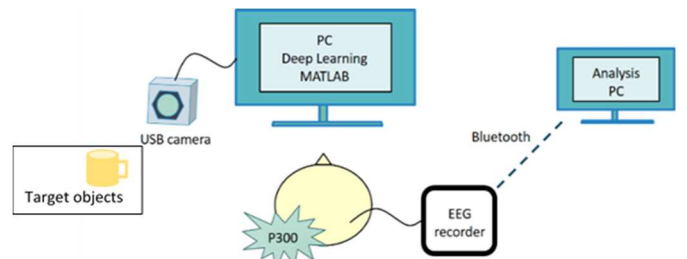 PC
Deep Learning
MATLAB
Analysis
PC
USB camera
Bluetooth
Target objects
EEG
recorder
P300